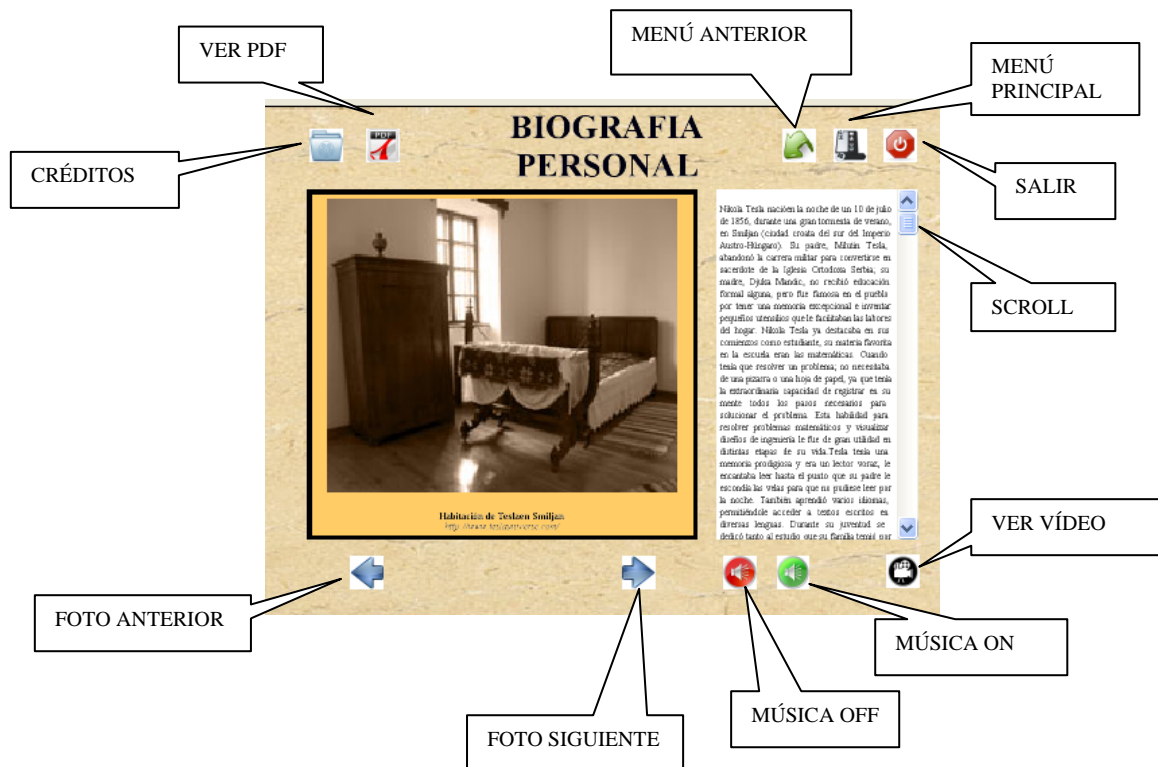 VER PDF
MENÚ ANTERIOR
MENÚ
PRINCIPAL
CRÉDITOS
PDF
BIOGRAFIA
PERSONAL
SALIR
Nikola Tesla nacióen la noche de un 10 de julio
de 1856, durante una gran tormenta de verano,
en Smiljan (ciudad croata del sur del Imperio
Austro-Húngaro). Su padre, Milutin Tesla,
abandonó la carrera militar para convertirse en
sacerdote de la Iglesia Ortodoxa Serbia; su
madre, Djuka Mandic, no recibió educación
formal alguna, pero fue famosa en el pueblo
por tener una memoria excepcional e inventar
pequeños utensilios que le facilitaban las labores
del hogar. Nikola Tesla ya destacaba en sus
comienzos como estudiante, su materia favorita
en la escuela eran las matemáticas. Cuando
tenía que resolver un problema; no necesitaba
de una pizarra o una hoja de papel, ya que tenía
la extraordinaria capacidad de registrar en su
mente todos los pasos necesarios para
solucionar el problema. Esta habilidad para
resolver problemas matemáticos y visualizar
diseños de ingeniería le fue de gran utilidad en
distintas etapas de su vida.Tesla tenía una
memoria prodigiosa y era un lector voraz, le
encantaba leer hasta el punto que su padre le
escondía las velas para que no pudiese leer por
la noche. También aprendió varios idiomas,
permitiéndole acceder a textos escritos en
diversas lenguas. Durante su juventud se
dedicó tanto al estudio que su familia temió por
SCROLL
Habitación de Teslaen Smiljan
VER VÍDEO
FOTO ANTERIOR
MÚSICA ON
MÚSICA OFF
FOTO SIGUIENTE